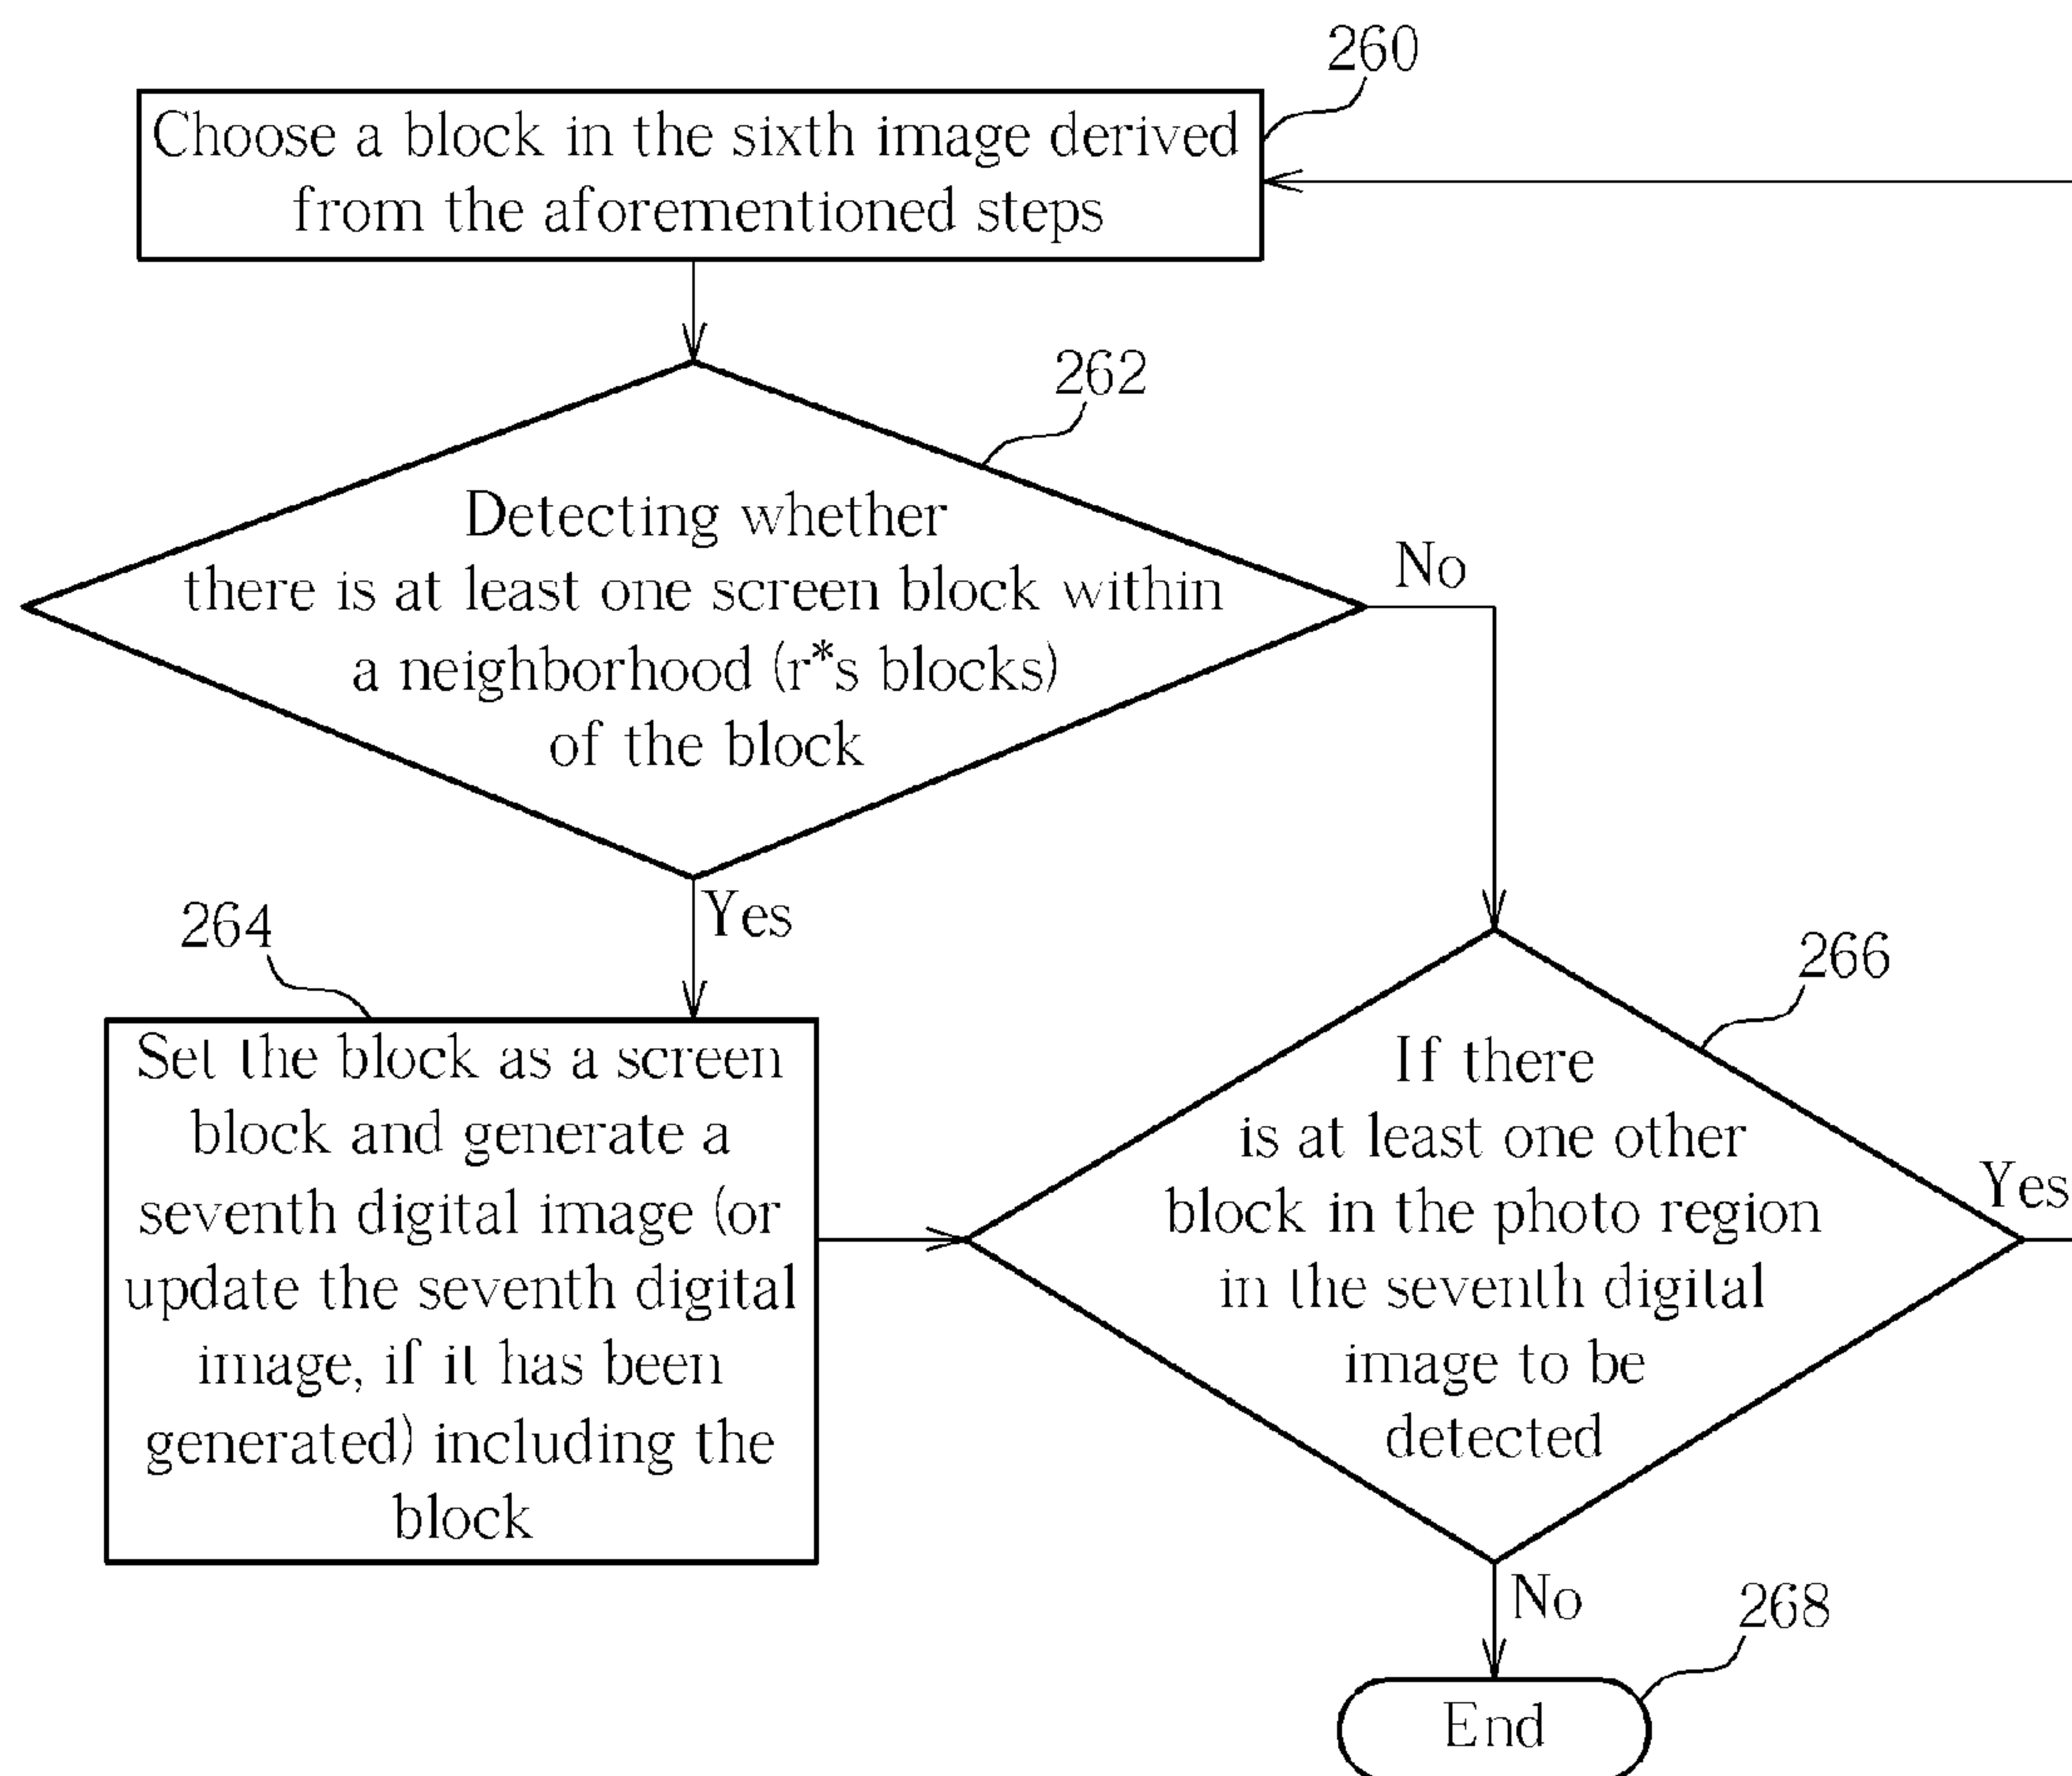 260
Choose a block in the sixth image derived
from the aforementioned steps
262
Detecting whether
there is at least one screen block within
a neighborhood (r*s blocks)
of the block
No
Yes
264
Set the block as a screen
block and generate a
seventh digital image (or
update the seventh digital
image, if it has been
generated) including the
block
266
If there
is at least one other
block in the photo region
in the seventh digital
image to be
detected
Yes
No
268
End